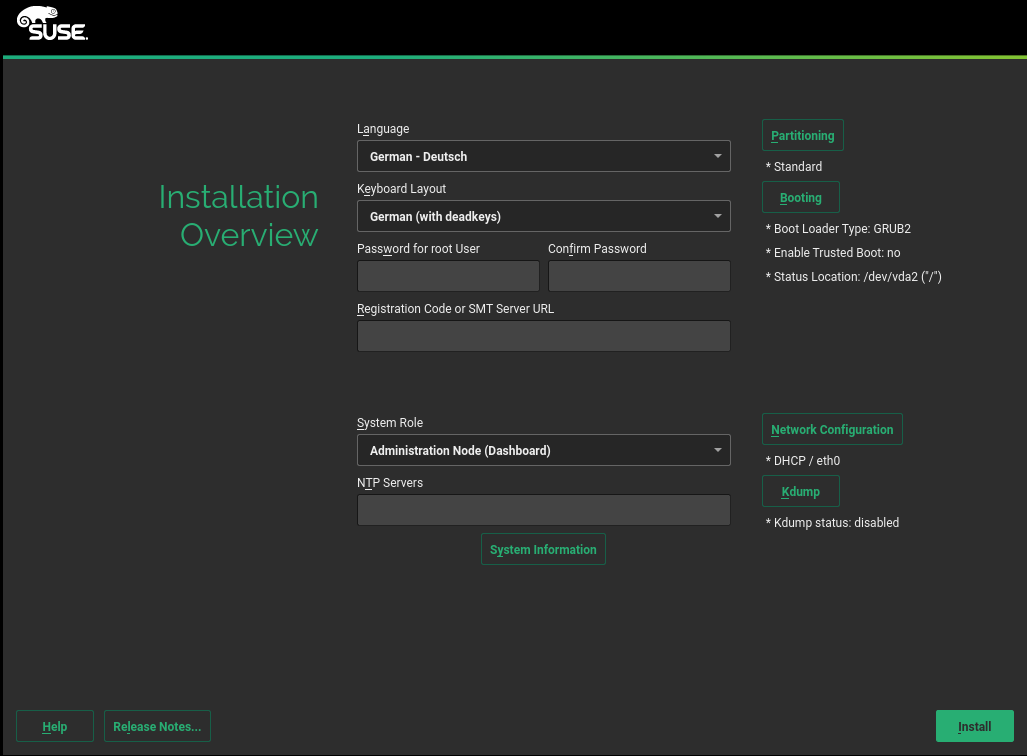 SUSE.
Installation
Overview
Language
German - Deutsch
Keyboard Layout
German (with deadkeys)
Password for root User
Confirm Password
Registration Code or SMT Server URL
System Role
Administration Node (Dashboard)
NTP Servers
System Information
Partitioning
* Standard
Booting
* Boot Loader Type: GRUB2
* Enable Trusted Boot: no
* Status Location: /dev/vda2 ("/")
Network Configuration
* DHCP / eth0
Kdump
* Kdump status: disabled
Help
Release Notes...
Install